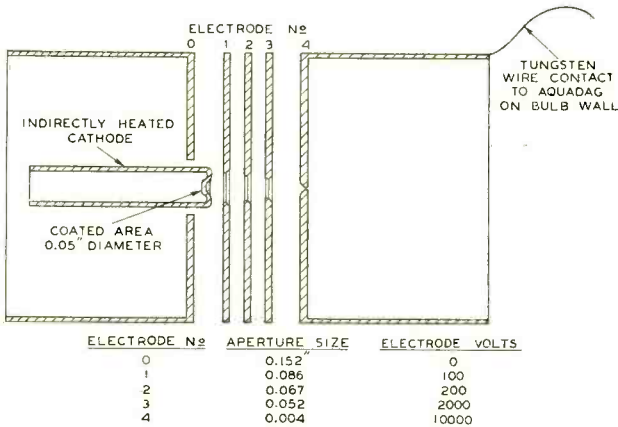 ELECTRODE Nº
0 1 2 3 4
TUNGSTEN
WIRE CONTACT
TO AQUADAG
ON BULB WALL
INDIRECTLY HEATED
CATHODE
COATED AREA
0.05" DIAMETER
ELECTRODE Nº APERTURE SIZE ELECTRODE VOLTS
0 0.152" 0
1 0.086 100
2 0.067 200
3 0.052 2000
4 0.004 10000